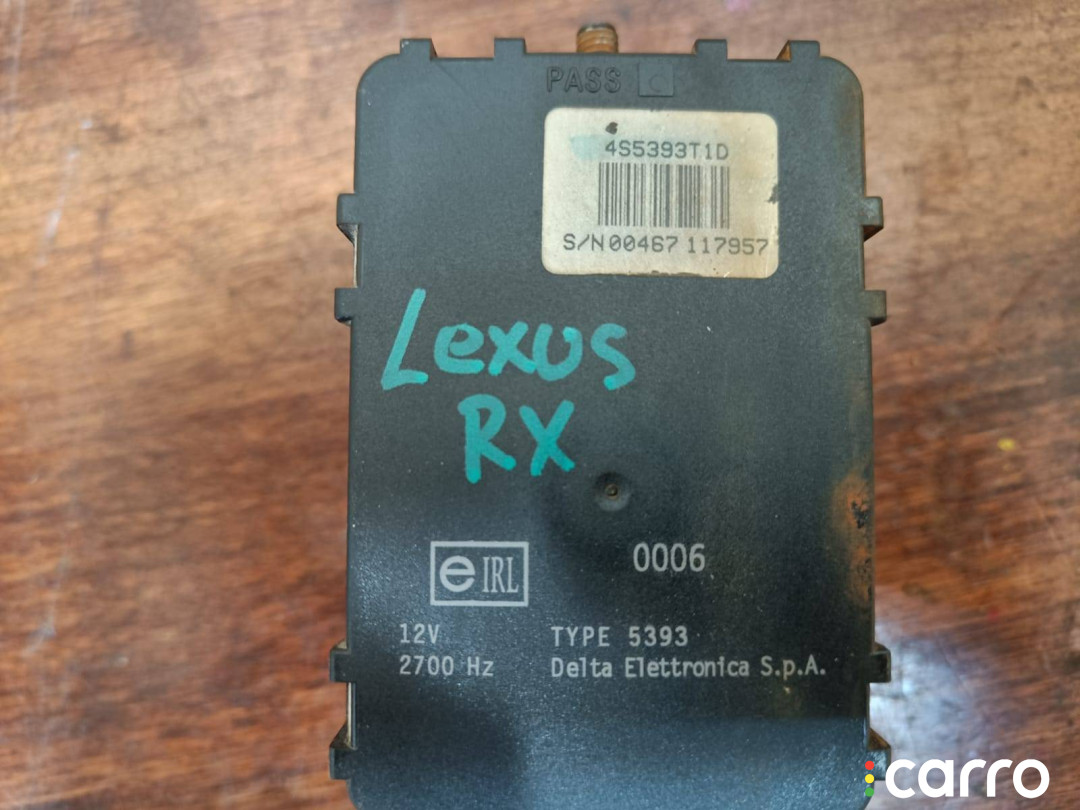 PASS
4S5393T1D
S/N 00467 117957
Lexus
RX
e IRL
0006
12V
TYPE 5393
2700 Hz
Delta Elettronica S.p.A.
carro